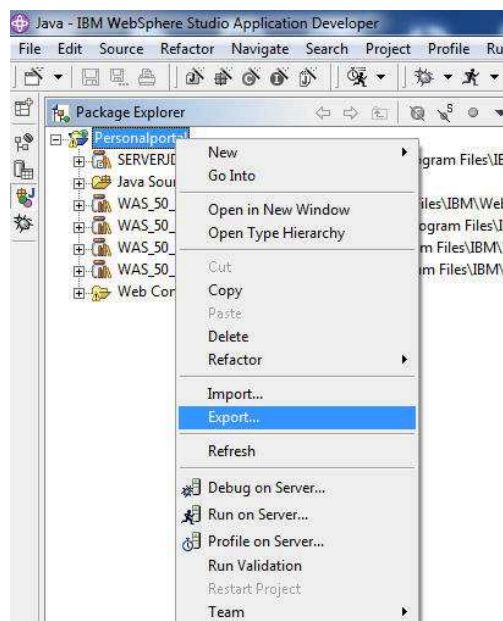 Java - IBM WebSphere Studio Application Developer
File Edit Source Refactor Navigate Search Project Profile Ru
Package Explorer
Personalportal
SERVERJD
ogram Files\IE
Java Sour
WAS_50_
iles\IBM\Wel
WAS_50_
ogram Files\I
WAS_50_
m Files\IBM\
WAS_50_
m Files\IBM\
Web Con
New
Go Into
Open in New Window
Open Type Hierarchy
Cut
Copy
Paste
Delete
Refactor
Import...
Export...
Refresh
Debug on Server...
Run on Server...
Profile on Server...
Run Validation
Restart Project
Team